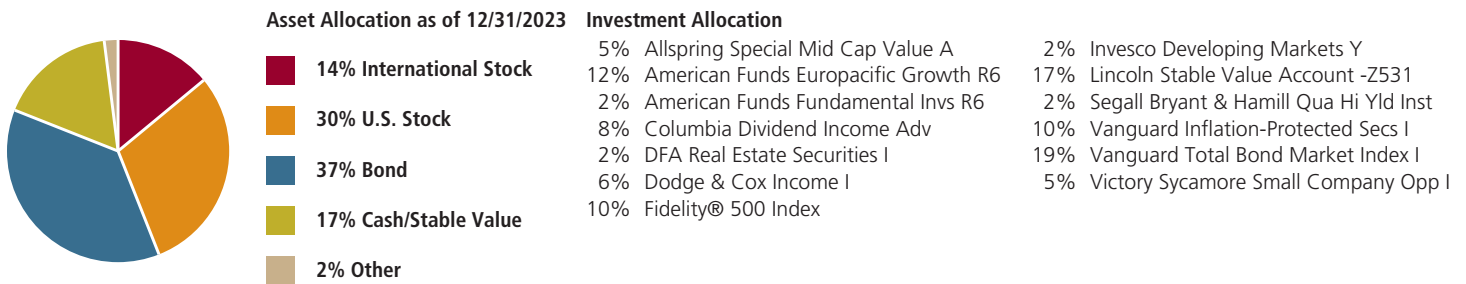 Asset Allocation as of 12/31/2023
14% International Stock
30% U.S. Stock
37% Bond
17% Cash/Stable Value
2% Other
Investment Allocation
5% Allspring Special Mid Cap Value A
12% American Funds Europacific Growth R6
2% American Funds Fundamental Invs R6
8% Columbia Dividend Income Adv
2% DFA Real Estate Securities I
6% Dodge & Cox Income I
10% Fidelity® 500 Index
2% Invesco Developing Markets Y
17% Lincoln Stable Value Account -Z531
2% Segall Bryant & Hamill Qua Hi Yld Inst
10% Vanguard Inflation-Protected Secs I
19% Vanguard Total Bond Market Index I
5% Victory Sycamore Small Company Opp I